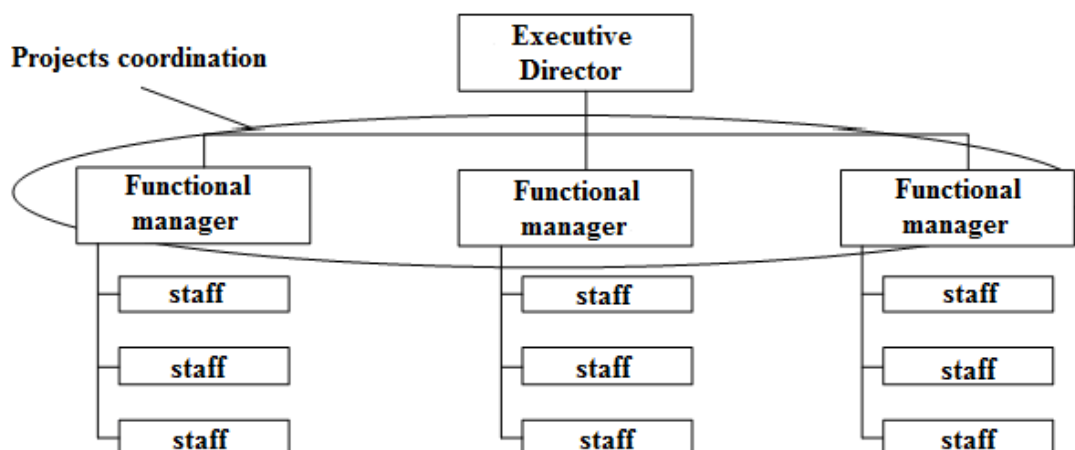 Executive
Director
Projects coordination
Functional
manager
Functional
manager
Functional
manager
staff
staff
staff
staff
staff
staff
staff
staff
staff